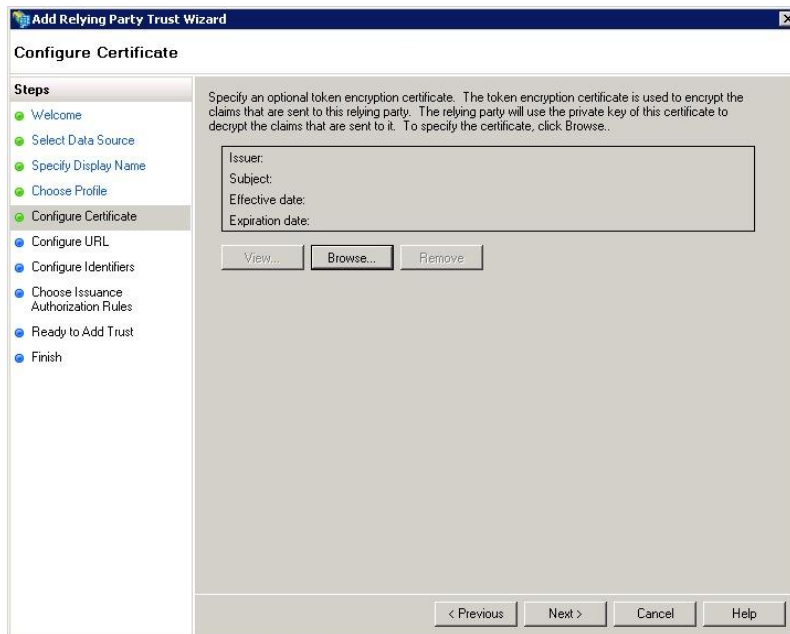 Add Relying Party Trust Wizard
Configure Certificate
Steps
Welcome
Select Data Source
Specify Display Name
Choose Profile
Configure Certificate
Configure URL
Configure Identifiers
Choose Issuance
Authorization Rules
Ready to Add Trust
Finish
Specify an optional token encryption certificate. The token encryption certificate is used to encrypt the
claims that are sent to this relying party. The relying party will use the private key of this certificate to
decrypt the claims that are sent to it. To specify the certificate, click Browse..
Issuer:
Subject:
Effective date:
Expiration date:
View... Browse... Remove
< Previous Next > Cancel Help